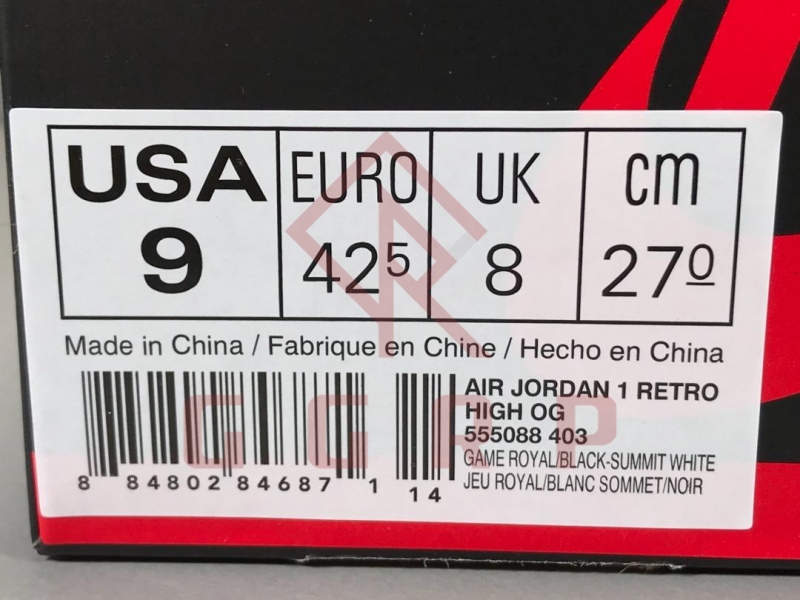 USA EURO UK cm
9 42⁵ 8 27⁰
Made in China / Fabrique en Chine / Hecho en China
AIR JORDAN 1 RETRO
HIGH OG
555088 403
GAME ROYAL/BLACK-SUMMIT WHITE
JEU ROYAL/BLANC SOMMET/NOIR
8 84802 84687 1 14